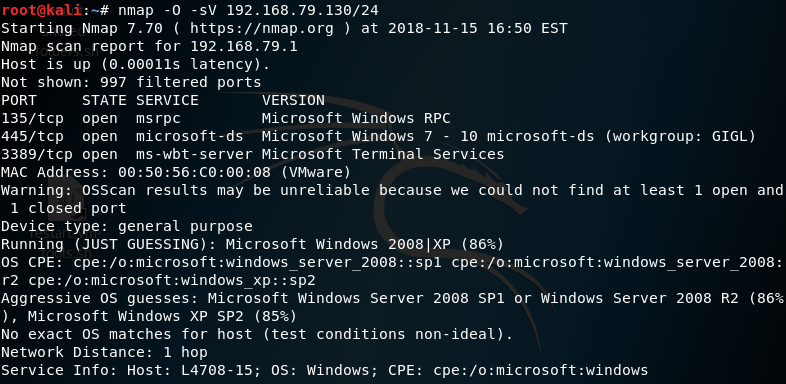 root@kali:~# nmap -O -sV 192.168.79.130/24
Starting Nmap 7.70 ( https://nmap.org ) at 2018-11-15 16:50 EST
Nmap scan report for 192.168.79.1
Host is up (0.00011s latency).
Not shown: 997 filtered ports
PORT     STATE SERVICE       VERSION
135/tcp  open  msrpc         Microsoft Windows RPC
445/tcp  open  microsoft-ds  Microsoft Windows 7 - 10 microsoft-ds (workgroup: GIGL)
3389/tcp open  ms-wbt-server Microsoft Terminal Services
MAC Address: 00:50:56:C0:00:08 (VMware)
Warning: OSScan results may be unreliable because we could not find at least 1 open and
 1 closed port
Device type: general purpose
Running (JUST GUESSING): Microsoft Windows 2008|XP (86%)
OS CPE: cpe:/o:microsoft:windows_server_2008::sp1 cpe:/o:microsoft:windows_server_2008:
r2 cpe:/o:microsoft:windows_xp::sp2
Aggressive OS guesses: Microsoft Windows Server 2008 SP1 or Windows Server 2008 R2 (86%
), Microsoft Windows XP SP2 (85%)
No exact OS matches for host (test conditions non-ideal).
Network Distance: 1 hop
Service Info: Host: L4708-15; OS: Windows; CPE: cpe:/o:microsoft:windows